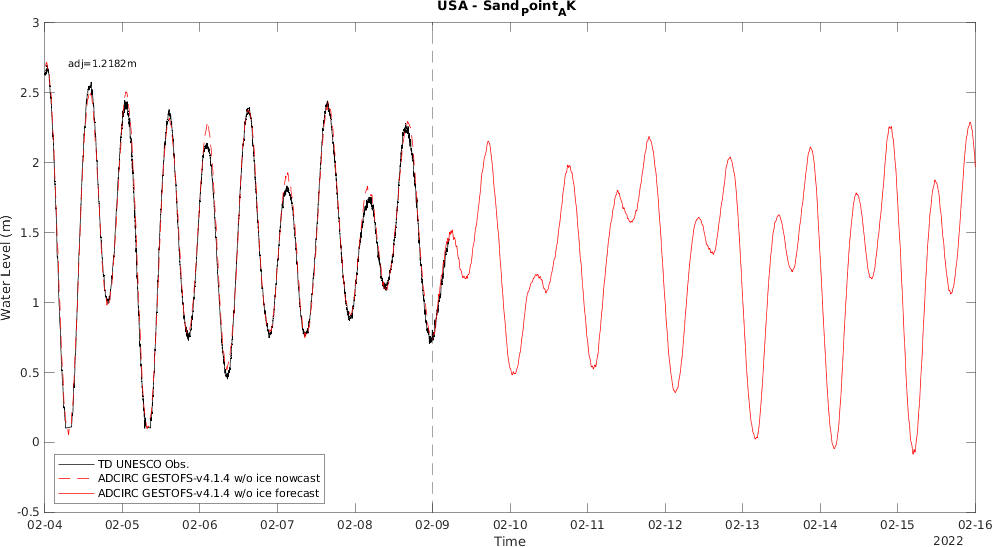 USA - Sand_Point_AK
adj=1.2182m
3
2.5
2
1.5
1
0.5
0
-0.5
Water Level (m)
TD UNESCO Obs.
ADCIRC GESTOFS-v4.1.4 w/o ice nowcast
ADCIRC GESTOFS-v4.1.4 w/o ice forecast
02-04 02-05 02-06 02-07 02-08 02-09 02-10 02-11 02-12 02-13 02-14 02-15 02-16
Time
2022